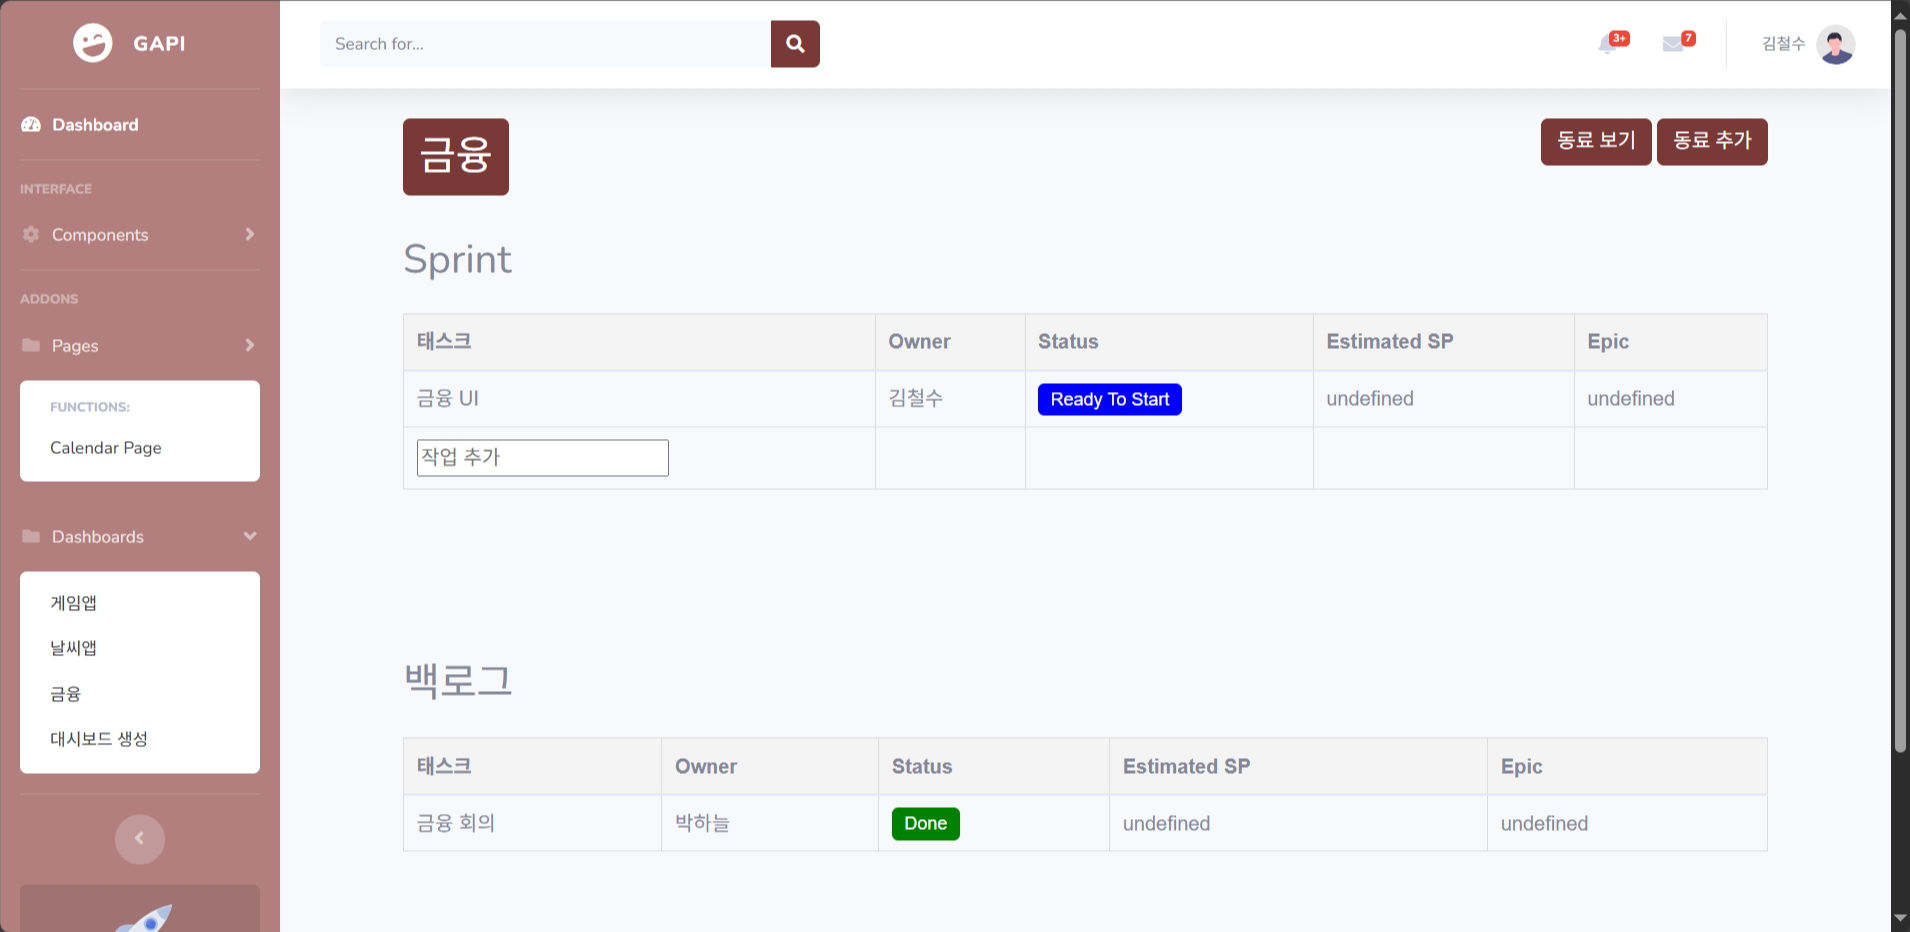 GAPI
Dashboard
INTERFACE
Components
ADDONS
Pages
FUNCTIONS:
Calendar Page
Dashboards
게임앱
날씨앱
금융
대시보드 생성
Search for...
3+
7
김철수
금융
동료 보기
동료 추가
Sprint
태스크 Owner Status Estimated SP Epic
금융 UI 김철수 Ready To Start undefined undefined
작업 추가
백로그
태스크 Owner Status Estimated SP Epic
금융 회의 박하늘 Done undefined undefined